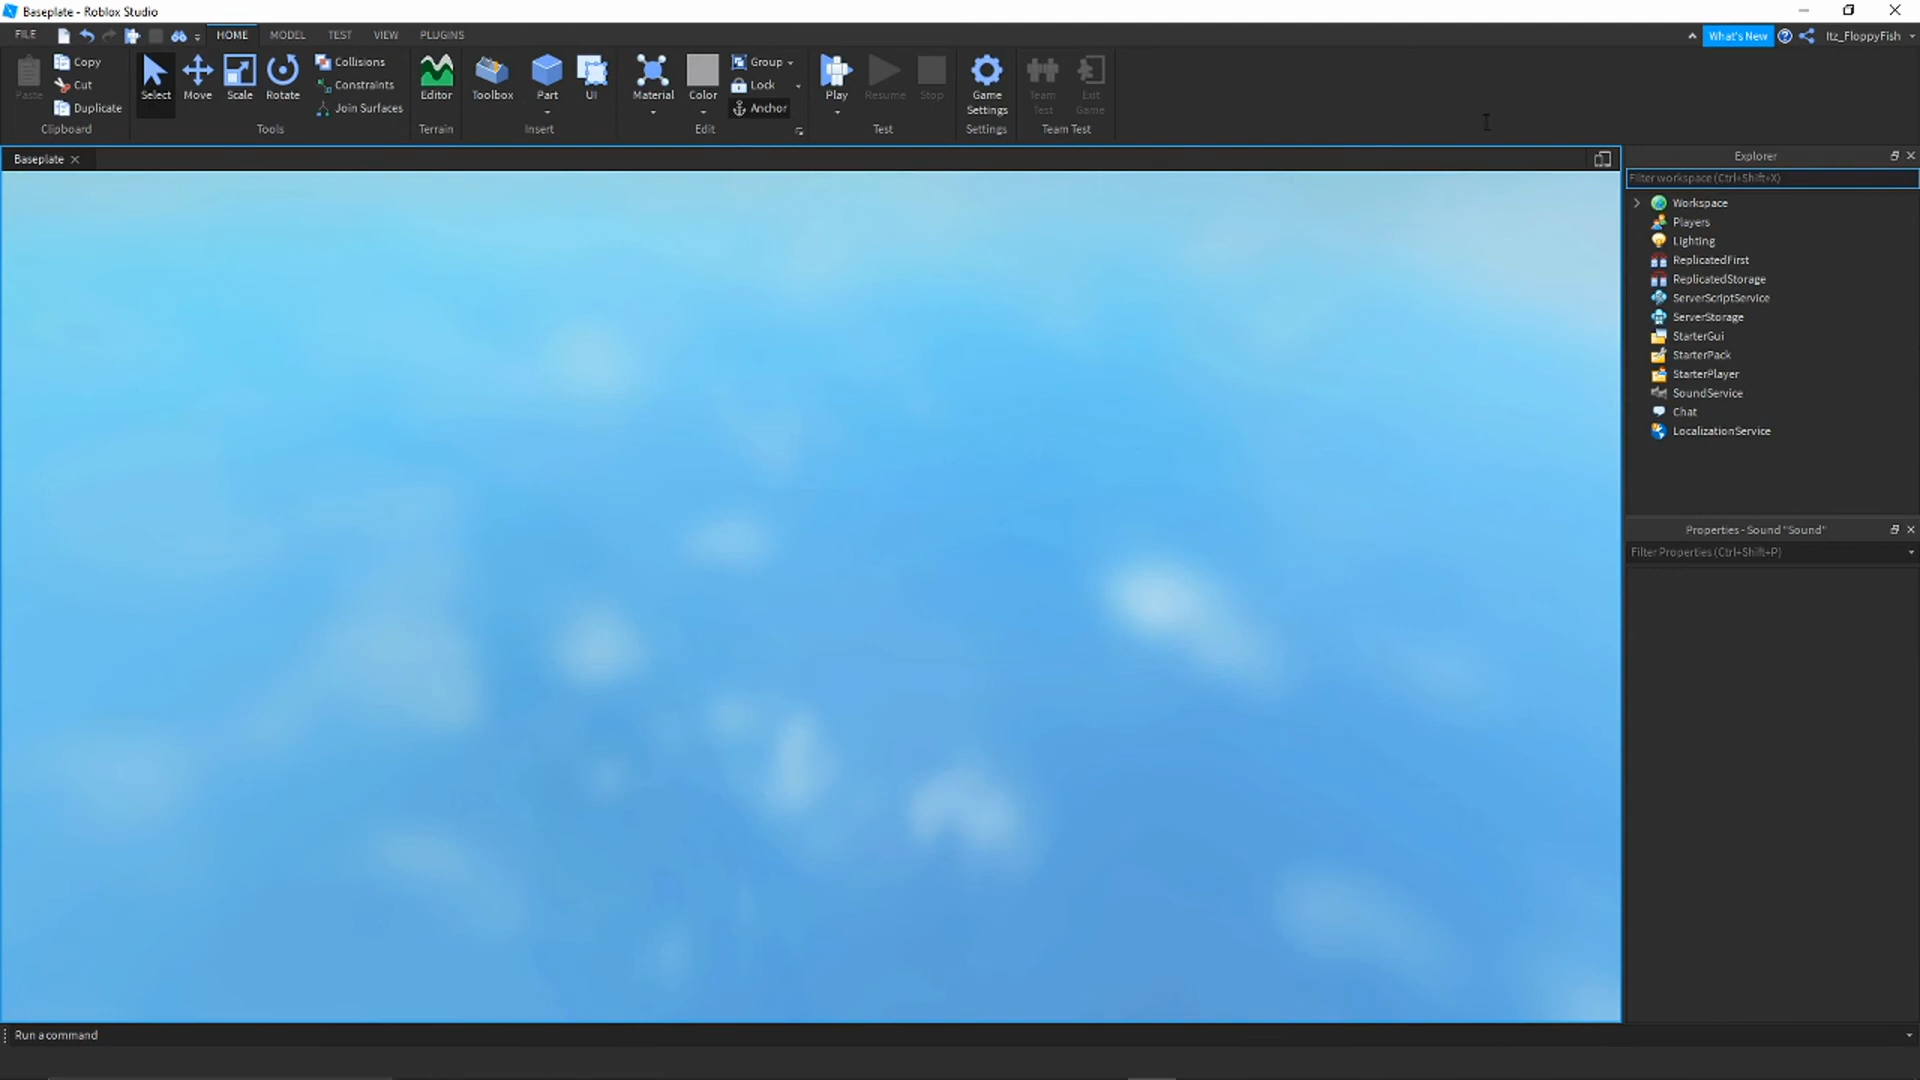 Baseplate - Roblox Studio
FILE HOME MODEL TEST VIEW PLUGINS What's New Itz_FloppyFish
Paste Copy Cut Duplicate
Clipboard
Select Move Scale Rotate Collisions Constraints Join Surfaces
Tools
Editor
Terrain
Toolbox Part UI
Insert
Material Color Group Lock Anchor
Edit
Play Resume Stop
Test
Game Settings
Settings
Team Test Exit Game
Team Test
Baseplate
Explorer
Filter workspace (Ctrl+Shift+X)
Workspace
Players
Lighting
ReplicatedFirst
ReplicatedStorage
ServerScriptService
ServerStorage
StarterGui
StarterPack
StarterPlayer
SoundService
Chat
LocalizationService
Properties - Sound "Sound"
Filter Properties (Ctrl+Shift+P)
Run a command